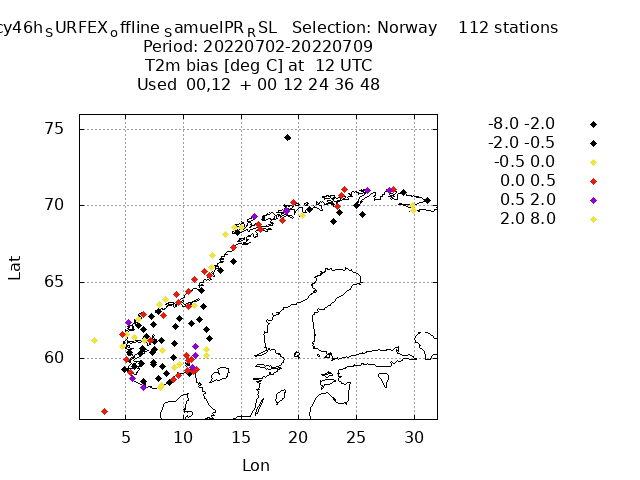 cy46h_SURFEX_offline_SamuelPR_RSL Selection: Norway 112 stations
Period: 20220702-20220709
T2m bias [deg C] at 12 UTC
Used 00,12 + 00 12 24 36 48
-8.0 -2.0
-2.0 -0.5
-0.5 0.0
0.0 0.5
0.5 2.0
2.0 8.0
75
70
65
60
5 10 15 20 25 30
Lat
Lon